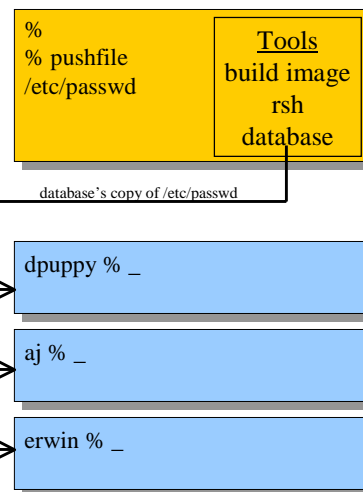 %
% pushfile
/etc/passwd
Tools
build image
rsh
database
database’s copy of /etc/passwd
dpuppy % _
aj % _
erwin % _